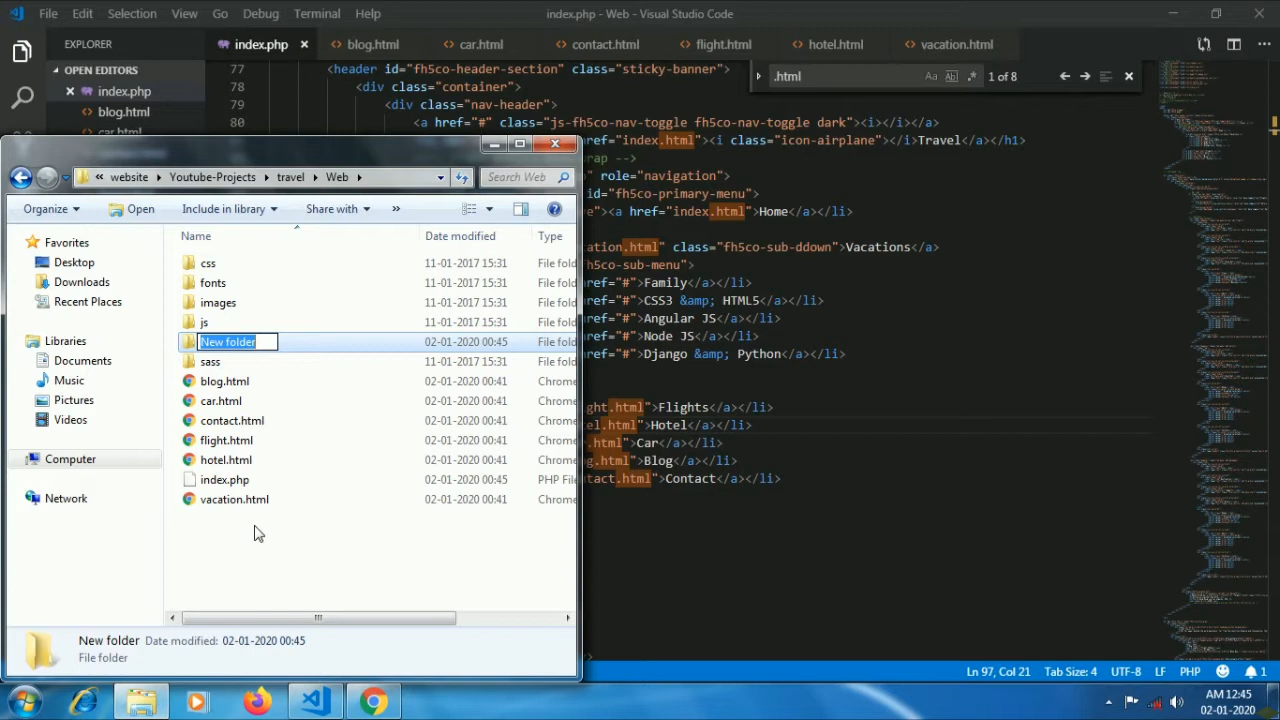 File Edit Selection View Go Debug Terminal Help index.php - Web - Visual Studio Code
EXPLORER index.php blog.html car.html contact.html flight.html hotel.html vacation.html
OPEN EDITORS
index.php
blog.html
car.html
.html 1 of 8
77 <header id="fh5co-header-section" class="sticky-banner">
78 <div class="container">
79 <div class="nav-header">
80 <a href="#" class="js-fh5co-nav-toggle fh5co-nav-toggle dark"><i></i></a>
href="index.html"><i class="icon-airplane"></i>Travel</a></h1>
wrap -->
role="navigation">
id="fh5co-primary-menu">
><a href="index.html">Home</a></li>
ation.html" class="fh5co-sub-ddown">Vacations</a>
fh5co-sub-menu">
href="#">Family</a></li>
href="#">CSS3 &amp; HTML5</a></li>
href="#">Angular JS</a></li>
href="#">Node JS</a></li>
href="#">Django &amp; Python</a></li>
ght.html">Flights</a></li>
el.html">Hotel</a></li>
.html">Car</a></li>
g.html">Blog</a></li>
tact.html">Contact</a></li>
« website Youtube-Projects travel Web Search Web
Organize Open Include in library Share with »
Name Date modified Type
Favorites
Desktop
Downloads
Recent Places
Libraries
Documents
Music
Pictures
Videos
Computer
Network
css 11-01-2017 15:31 File fold
fonts 11-01-2017 15:31 File fold
images 11-01-2017 15:31 File fold
js 11-01-2017 15:31 File fold
New folder 02-01-2020 00:45 File fold
sass 11-01-2017 15:31 File fold
blog.html 02-01-2020 00:41 Chrome
car.html 02-01-2020 00:41 Chrome
contact.html 02-01-2020 00:41 Chrome
flight.html 02-01-2020 00:41 Chrome
hotel.html 02-01-2020 00:41 Chrome
index.php 02-01-2020 00:41 PHP File
vacation.html 02-01-2020 00:41 Chrome
New folder Date modified: 02-01-2020 00:45
File folder
Ln 97, Col 21 Tab Size: 4 UTF-8 LF PHP 1
AM 12:45
02-01-2020